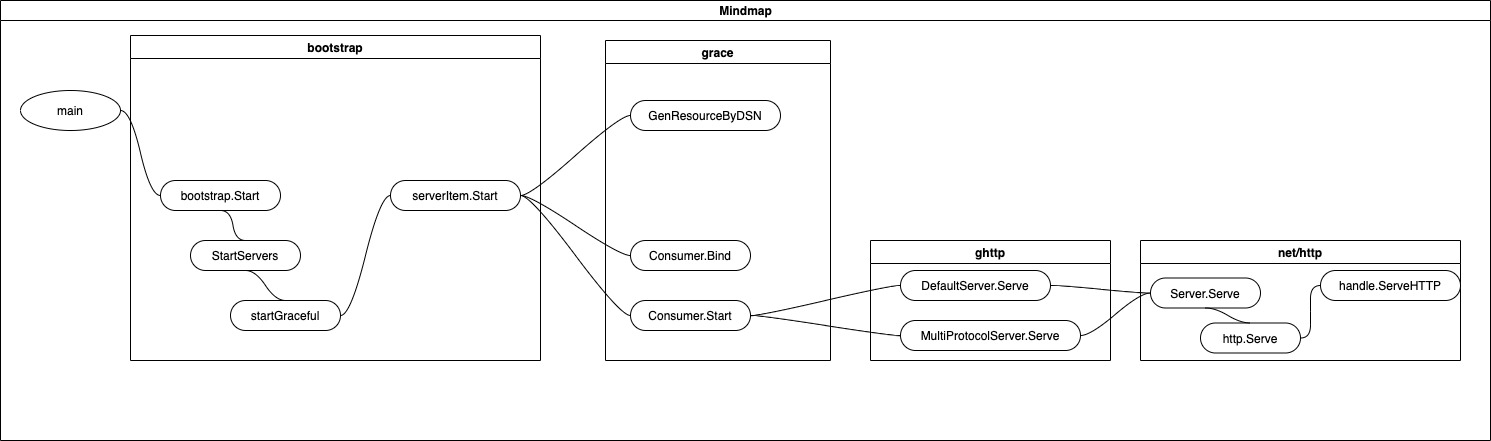 Mindmap
bootstrap
main
bootstrap.Start
StartServers
startGraceful
serverItem.Start
grace
GenResourceByDSN
Consumer.Bind
Consumer.Start
ghttp
DefaultServer.Serve
MultiProtocolServer.Serve
net/http
Server.Serve
http.Serve
handle.ServeHTTP